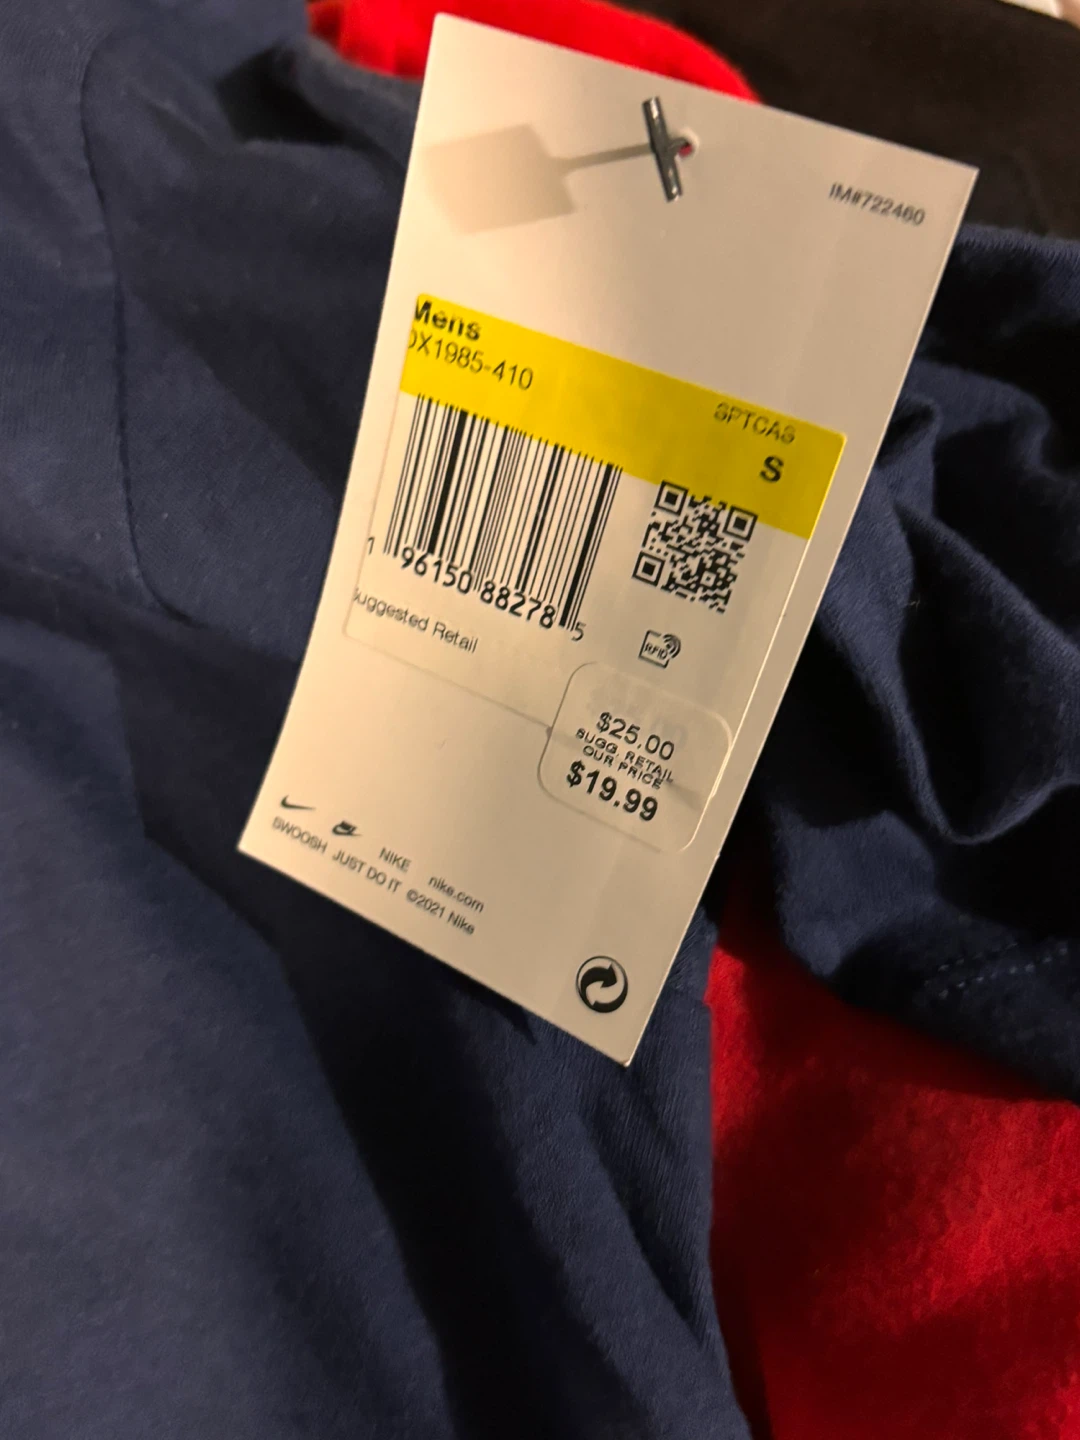 IM#722460
Mens
DX1985-410
SPTCAS
S
1 96150 88278 5
Suggested Retail
RFID
$25.00
SUGG. RETAIL
OUR PRICE
$19.99
NIKE nike.com
SWOOSH JUST DO IT ©2021 Nike